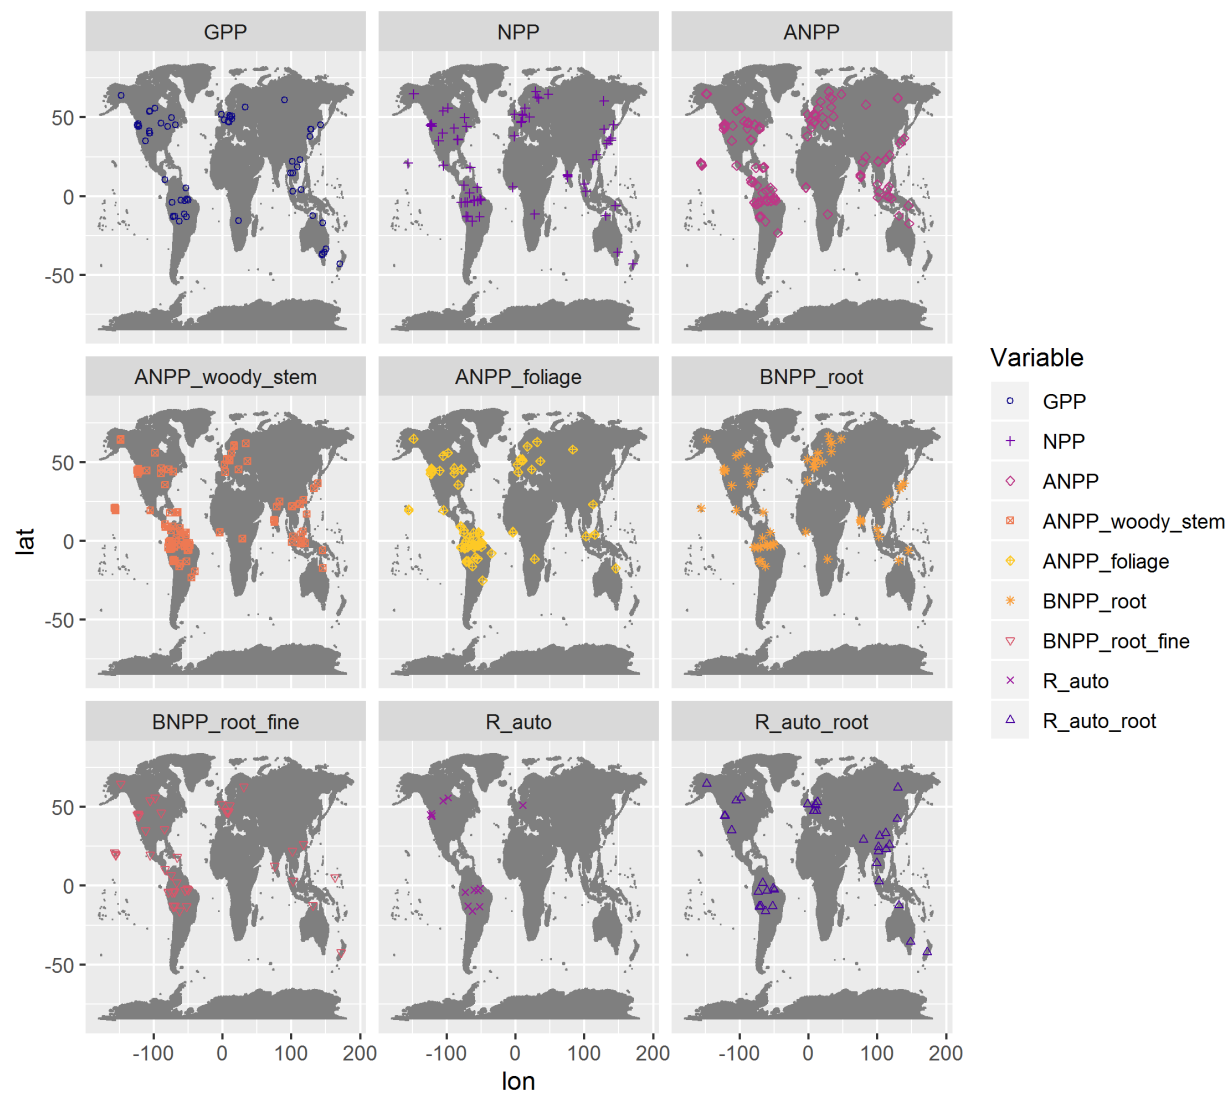 GPP
NPP
ANPP
50
0
-50
ANPP_woody_stem
ANPP_foliage
BNPP_root
50
0
-50
BNPP_root_fine
R_auto
R_auto_root
50
0
-50
-100
0
100
200
-100
0
100
200
-100
0
100
200
lat
lon
Variable
GPP
NPP
ANPP
ANPP_woody_stem
ANPP_foliage
BNPP_root
BNPP_root_fine
R_auto
R_auto_root